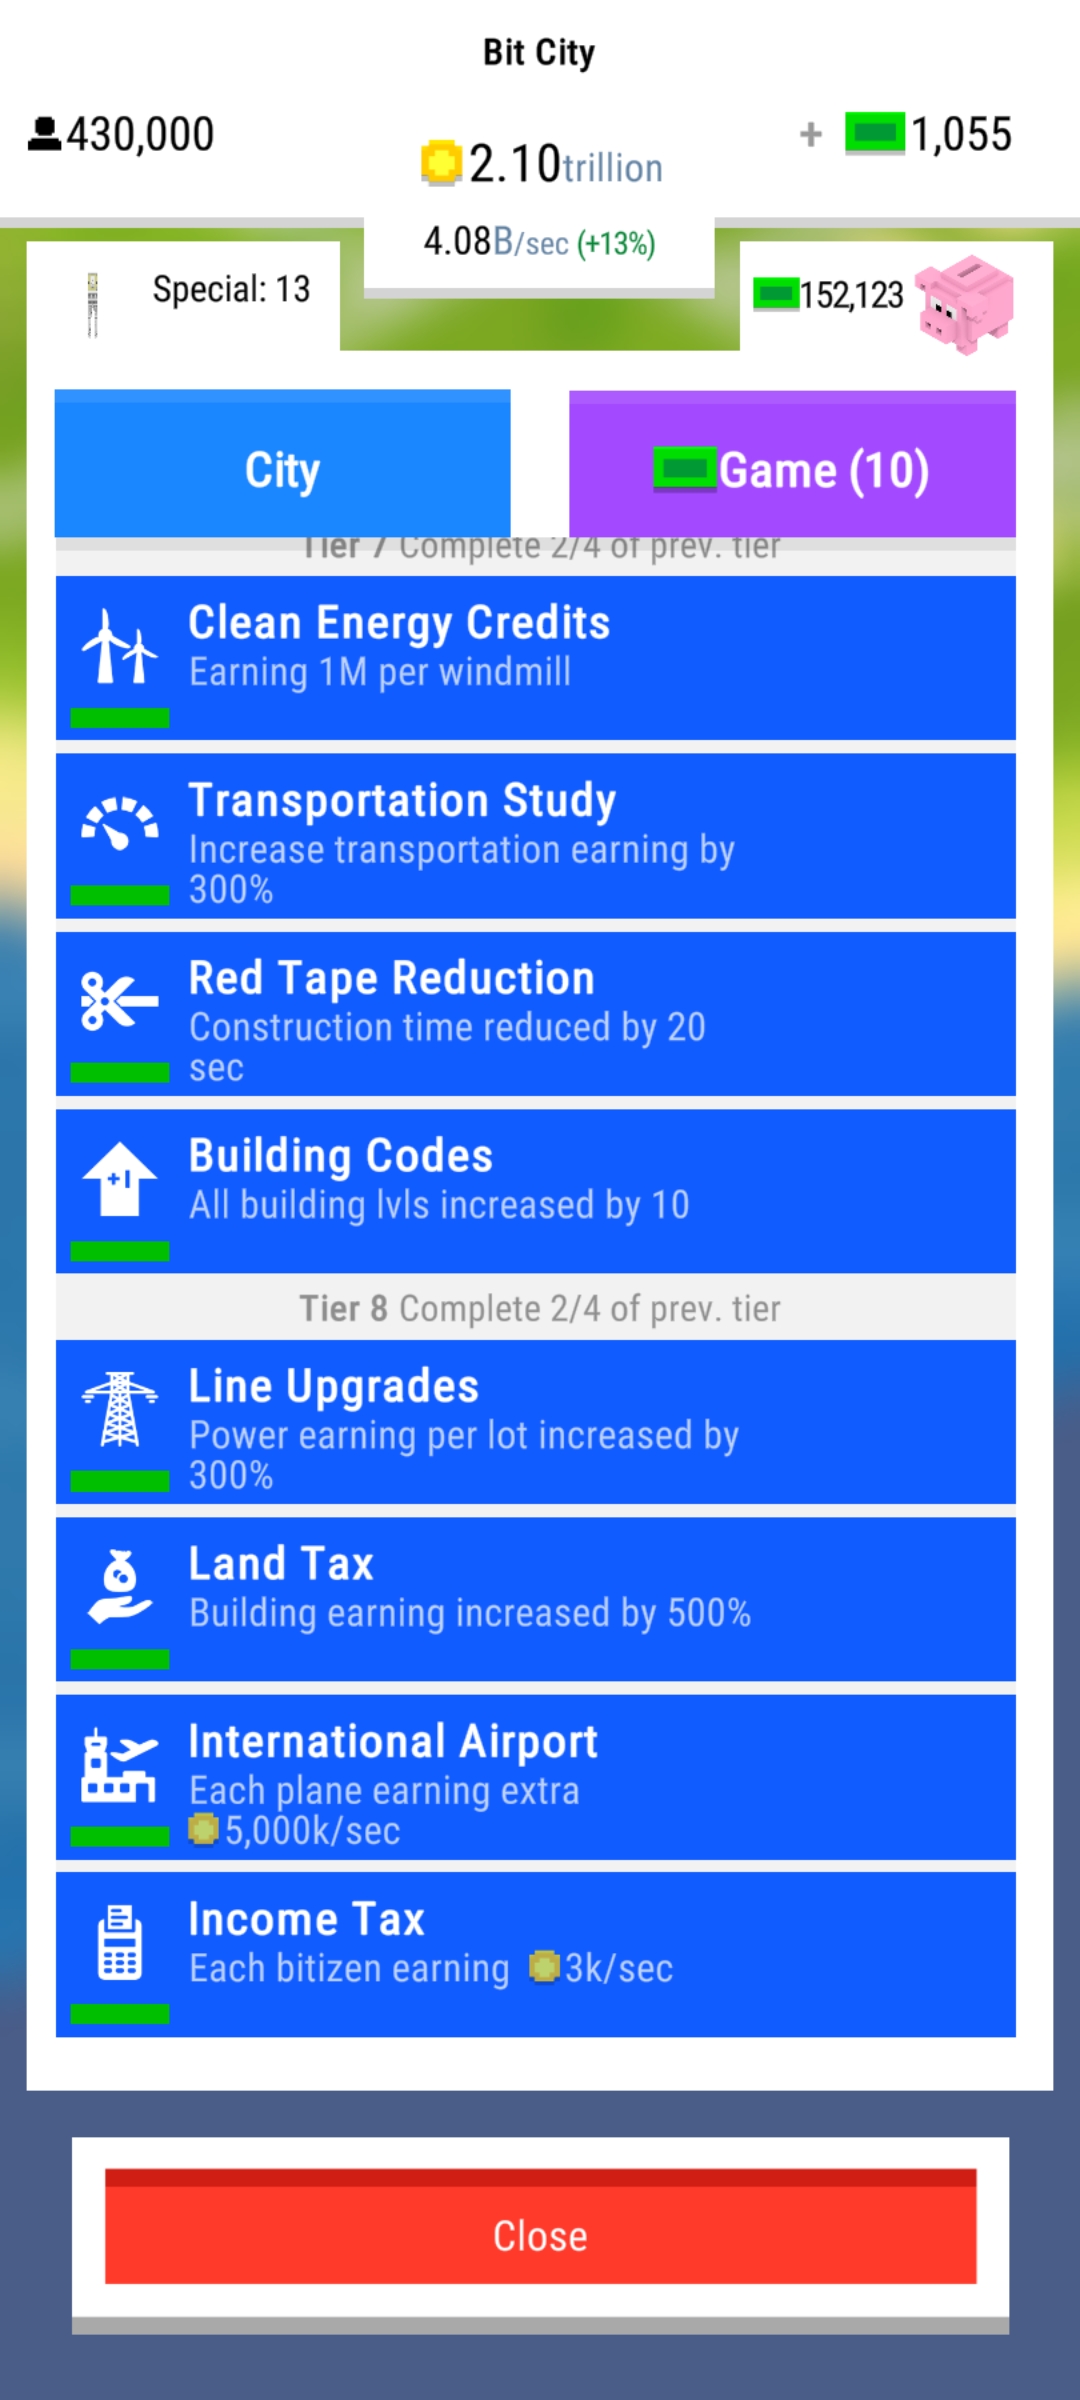 Bit City
430,000
2.10trillion
+ 1,055
4.08B/sec (+13%)
Special: 13
152,123
City
Game (10)
Tier 7 Complete 2/4 of prev. tier
Clean Energy Credits
Earning 1M per windmill
Transportation Study
Increase transportation earning by
300%
Red Tape Reduction
Construction time reduced by 20
sec
+1
Building Codes
All building lvls increased by 10
Tier 8 Complete 2/4 of prev. tier
Line Upgrades
Power earning per lot increased by
300%
Land Tax
Building earning increased by 500%
International Airport
Each plane earning extra
5,000k/sec
Income Tax
Each bitizen earning 3k/sec
Close